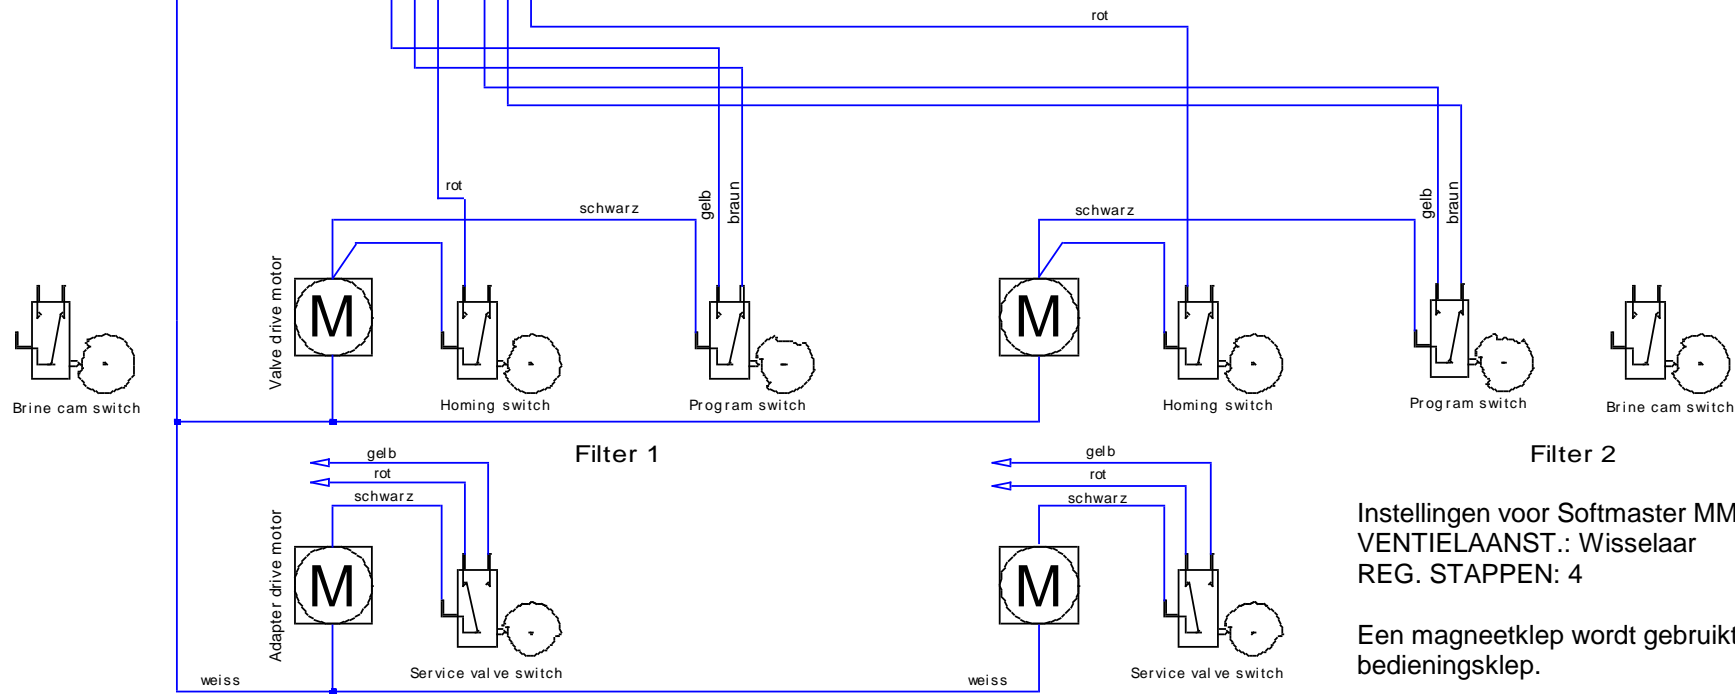 rot
rot
schwarz
gelb
braun
schwarz
gelb
braun
Valve drive motor
M
M
Brine cam switch
Homing switch
Program switch
Homing switch
Program switch
Brine cam switch
Filter 1
Filter 2
gelb
rot
schwarz
gelb
rot
schwarz
Adapter drive motor
M
M
Service valve switch
Service valve switch
weiss
weiss
Instellingen voor Softmaster MM
VENTIELAANST.: Wisselaar
REG. STAPPEN: 4
Een magneetklep wordt gebruikt
bedieningsklep.